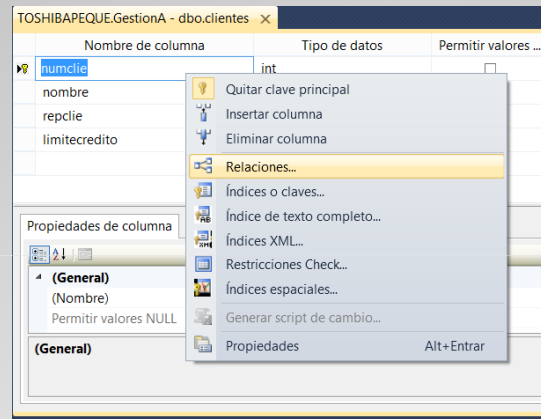 TOSHIBAPEQUE.GestionA - dbo.clientes
Nombre de columna Tipo de datos Permitir valores ...
numclie int
nombre
repclie
limitecredito
Quitar clave principal
Insertar columna
Eliminar columna
Relaciones...
Índices o claves...
Índice de texto completo...
Índices XML...
Restricciones Check...
Índices espaciales...
Generar script de cambio...
Propiedades Alt+Entrar
Propiedades de columna
(General)
(Nombre)
Permitir valores NULL
(General)